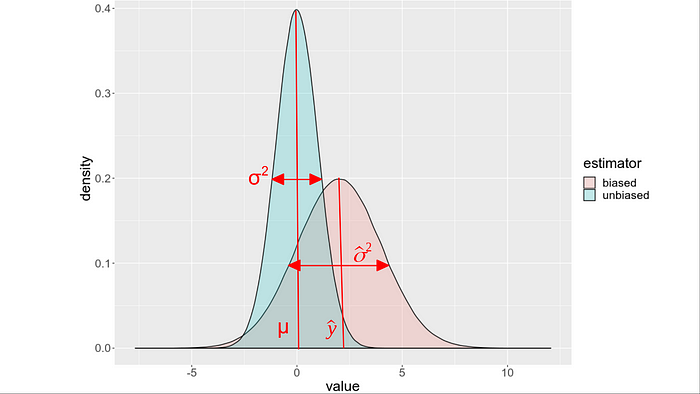 0.4
0.3
0.2
0.1
0.0
density
σ²
σ̂²
μ
ŷ
-5 0 5 10
value
estimator
biased
unbiased